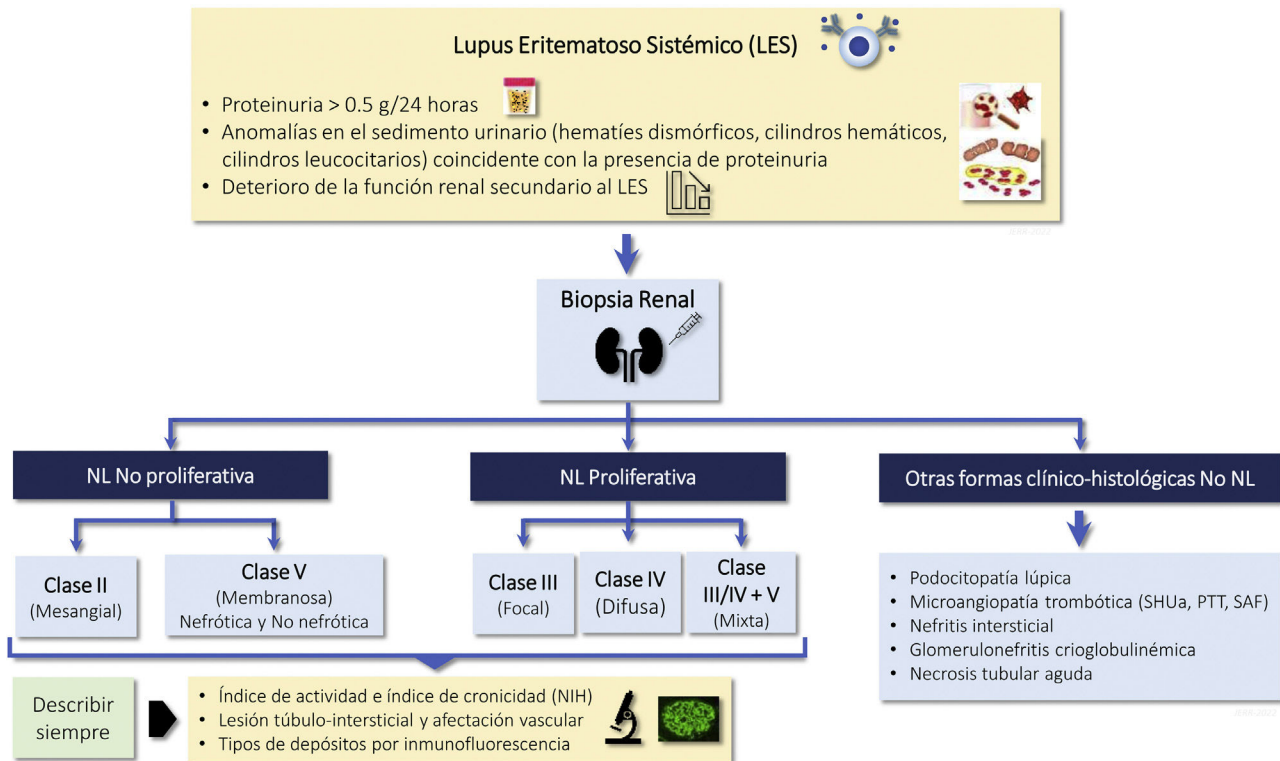 Lupus Eritematoso Sistémico (LES)
• Proteinuria > 0.5 g/24 horas
• Anomalías en el sedimento urinario (hematíes dismórficos, cilindros hemáticos,
cilindros leucocitarios) coincidente con la presencia de proteinuria
• Deterioro de la función renal secundario al LES
Biopsia Renal
NL No proliferativa
NL Proliferativa
Otras formas clínico-histológicas No NL
Clase II
(Mesangial)
Clase V
(Membranosa)
Nefrótica y No nefrótica
Clase III
(Focal)
Clase IV
(Difusa)
Clase
III/IV + V
(Mixta)
• Podocitopatía lúpica
• Microangiopatía trombótica (SHUa, PTT, SAF)
• Nefritis intersticial
• Glomerulonefritis crioglobulinémica
• Necrosis tubular aguda
Describir
siempre
• Índice de actividad e índice de cronicidad (NIH)
• Lesión túbulo-intersticial y afectación vascular
• Tipos de depósitos por inmunofluorescencia